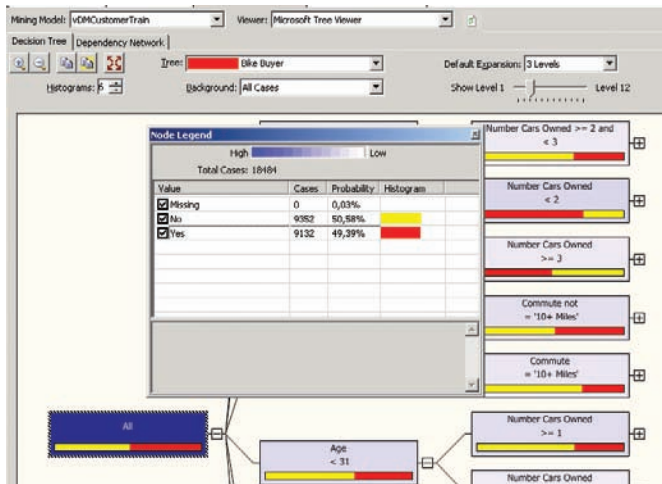 Mining Model: vDMCustomerTrain Viewer: Microsoft Tree Viewer
Decision Tree Dependency Network
Tree: Bike Buyer Default Expansion: 3 Levels
Histograms: 6 Background: All Cases Show Level 1 Level 12
Node Legend
High Low
Total Cases: 18484
Value Cases Probability Histogram
Missing 0 0,03%
No 9352 50,58%
Yes 9132 49,39%
Number Cars Owned >= 2 and
< 3
Number Cars Owned
< 2
Number Cars Owned
>= 3
Commute not
= '10+ Miles'
Commute
= '10+ Miles'
All
Age
< 31
Number Cars Owned
>= 1
Number Cars Owned